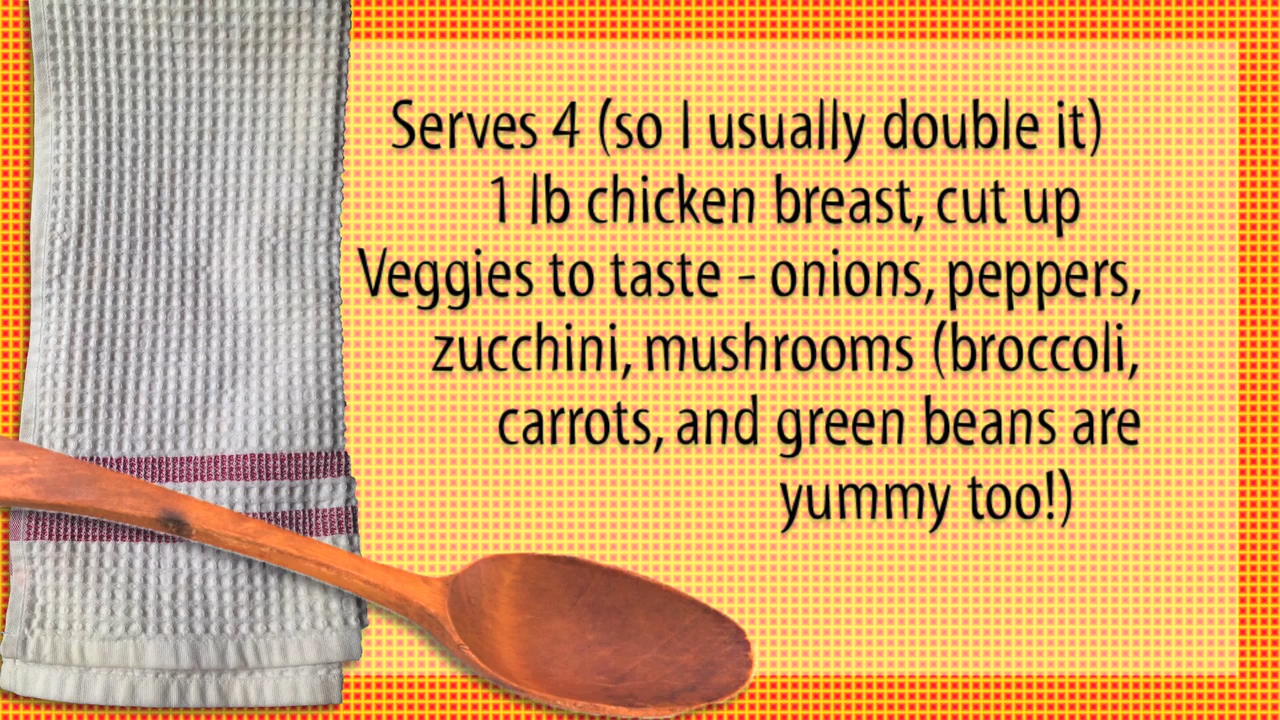 Serves 4 (so I usually double it)
1 lb chicken breast, cut up
Veggies to taste - onions, peppers,
zucchini, mushrooms (broccoli,
carrots, and green beans are
yummy too!)